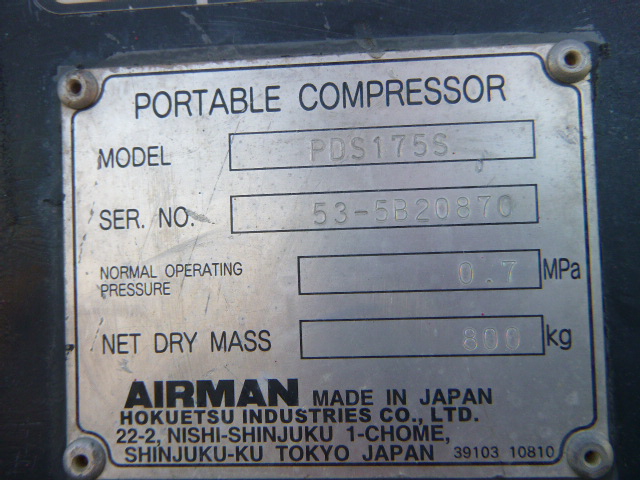 PORTABLE COMPRESSOR
MODEL PDS175S.
SER. NO. 53-5B20870
NORMAL OPERATING
PRESSURE 0.7 MPa
NET DRY MASS 800 kg
AIRMAN MADE IN JAPAN
HOKUETSU INDUSTRIES CO., LTD.
22-2, NISHI-SHINJUKU 1-CHOME,
SHINJUKU-KU TOKYO JAPAN 39103 10810